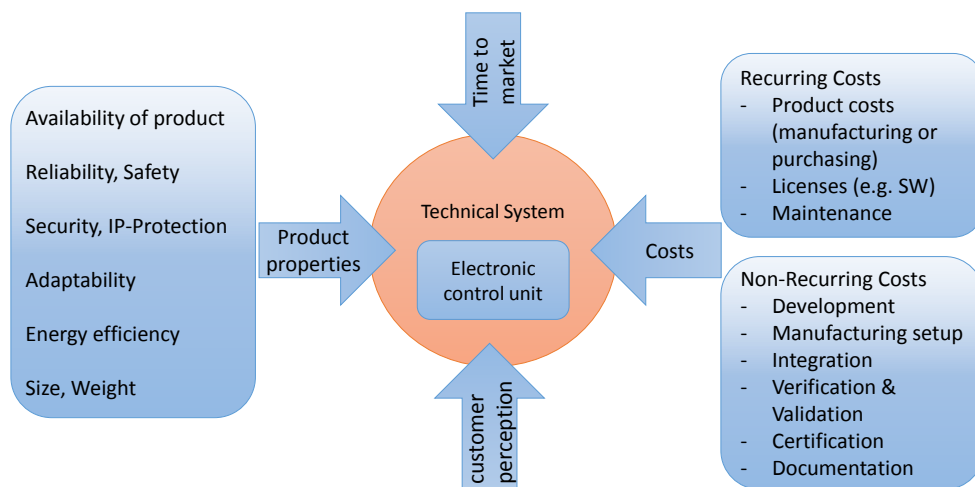 Time to
market
Availability of product
Reliability, Safety
Security, IP-Protection
Adaptability
Energy efficiency
Size, Weight
Product
properties
Technical System
Electronic
control unit
Costs
Recurring Costs
- Product costs
(manufacturing or
purchasing)
- Licenses (e.g. SW)
- Maintenance
Non-Recurring Costs
- Development
- Manufacturing setup
- Integration
- Verification &
Validation
- Certification
- Documentation
customer
perception